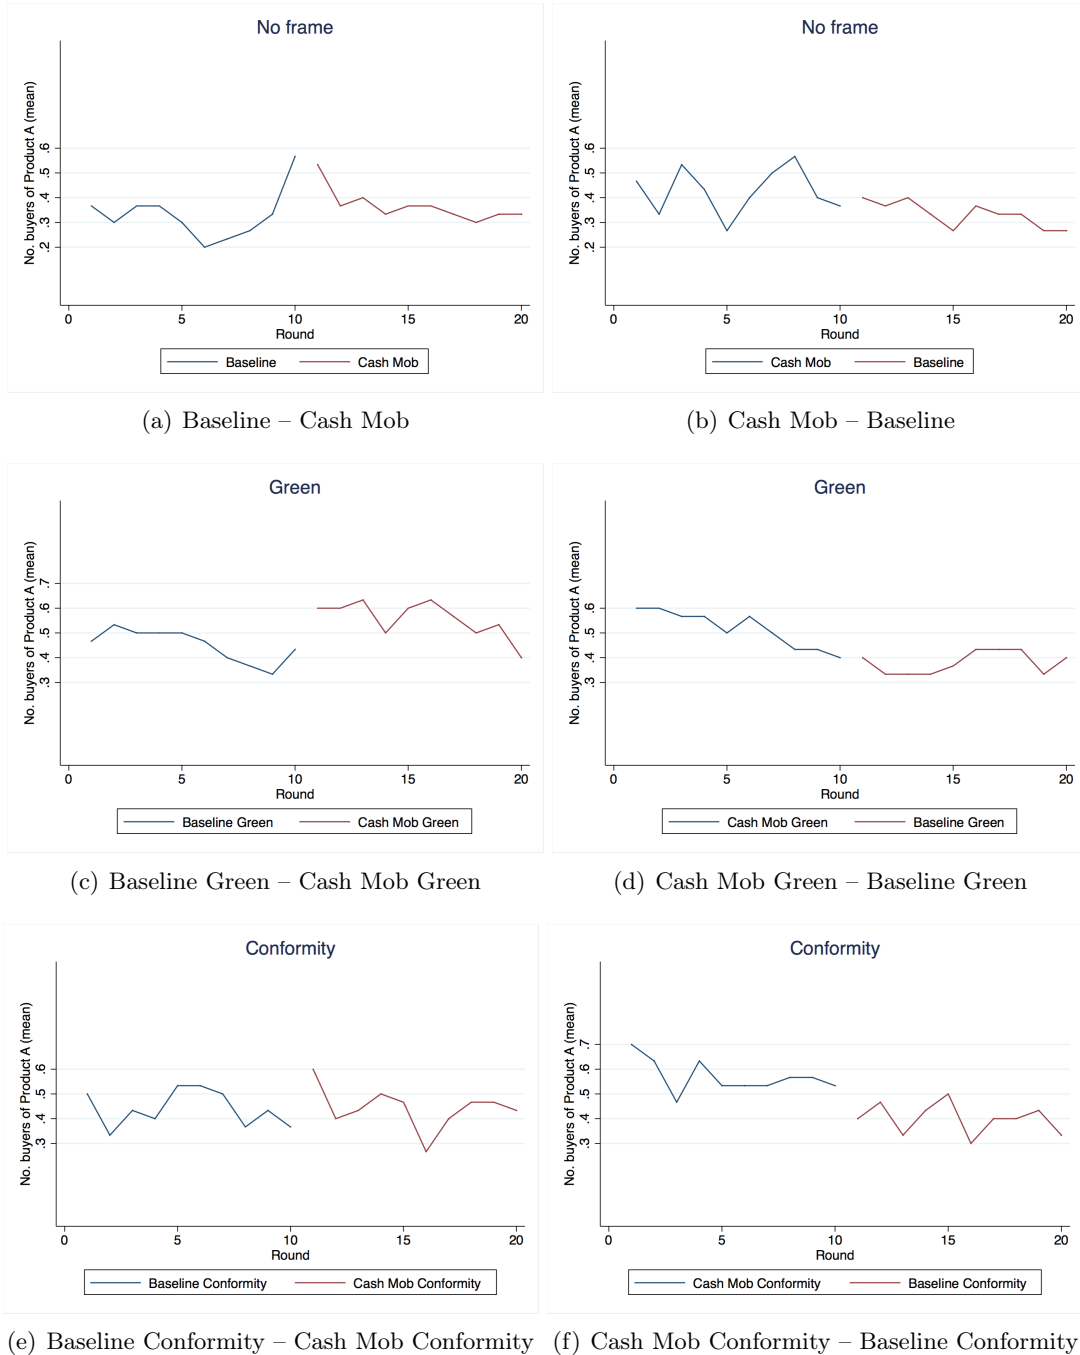 No frame
No. buyers of Product A (mean)
.6
.5
.4
.3
.2
0 5 10 15 20
Round
Baseline Cash Mob
(a) Baseline – Cash Mob
No frame
No. buyers of Product A (mean)
.6
.5
.4
.3
.2
0 5 10 15 20
Round
Cash Mob Baseline
(b) Cash Mob – Baseline
Green
No. buyers of Product A (mean)
.7
.6
.5
.4
.3
0 5 10 15 20
Round
Baseline Green Cash Mob Green
(c) Baseline Green – Cash Mob Green
Green
No. buyers of Product A (mean)
.6
.5
.4
.3
0 5 10 15 20
Round
Cash Mob Green Baseline Green
(d) Cash Mob Green – Baseline Green
Conformity
No. buyers of Product A (mean)
.6
.5
.4
.3
0 5 10 15 20
Round
Baseline Conformity Cash Mob Conformity
(e) Baseline Conformity – Cash Mob Conformity
Conformity
No. buyers of Product A (mean)
.7
.6
.5
.4
.3
0 5 10 15 20
Round
Cash Mob Conformity Baseline Conformity
(f) Cash Mob Conformity – Baseline Conformity